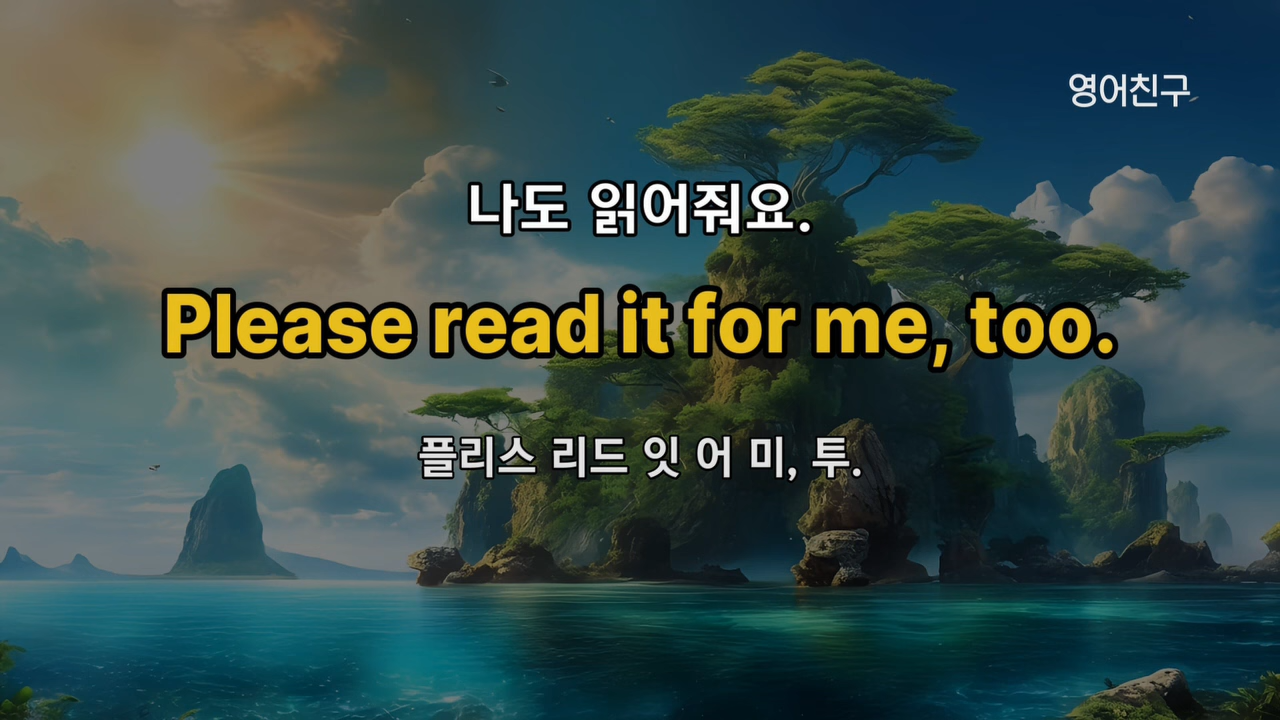 영어친구
나도 읽어줘요.
Please read it for me, too.
플리스 리드 잇 어 미, 투.